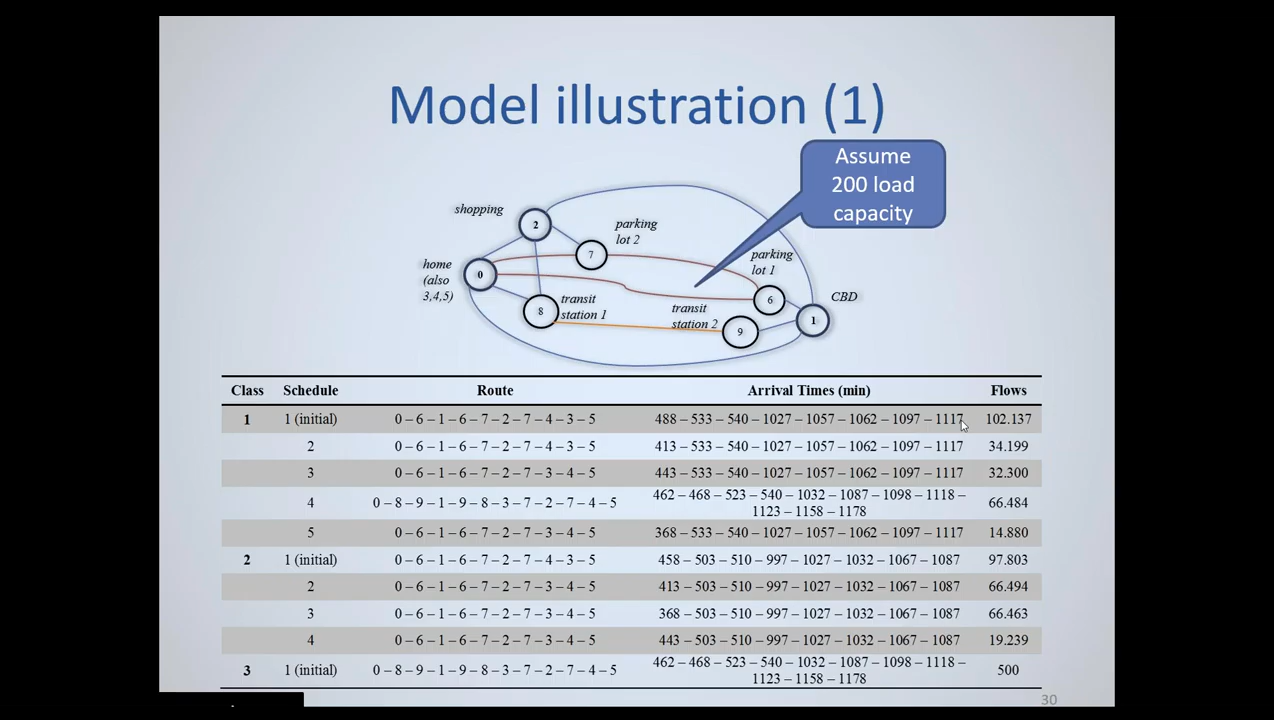 Model illustration (1)
Assume
200 load
capacity
shopping
2
parking
lot 2
7
parking
lot 1
home
(also
3,4,5)
0
6
CBD
1
8
transit
station 1
transit
station 2
9
Class Schedule Route Arrival Times (min) Flows
1 1 (initial) 0 – 6 – 1 – 6 – 7 – 2 – 7 – 4 – 3 – 5 488 – 533 – 540 – 1027 – 1057 – 1062 – 1097 – 1117 102.137
2 0 – 6 – 1 – 6 – 7 – 2 – 7 – 4 – 3 – 5 413 – 533 – 540 – 1027 – 1057 – 1062 – 1097 – 1117 34.199
3 0 – 6 – 1 – 6 – 7 – 2 – 7 – 3 – 4 – 5 443 – 533 – 540 – 1027 – 1057 – 1062 – 1097 – 1117 32.300
4 0 – 8 – 9 – 1 – 9 – 8 – 3 – 7 – 2 – 7 – 4 – 5 462 – 468 – 523 – 540 – 1032 – 1087 – 1098 – 1118 – 66.484
1123 – 1158 – 1178
5 0 – 6 – 1 – 6 – 7 – 2 – 7 – 3 – 4 – 5 368 – 533 – 540 – 1027 – 1057 – 1062 – 1097 – 1117 14.880
2 1 (initial) 0 – 6 – 1 – 6 – 7 – 2 – 7 – 4 – 3 – 5 458 – 503 – 510 – 997 – 1027 – 1032 – 1067 – 1087 97.803
2 0 – 6 – 1 – 6 – 7 – 2 – 7 – 3 – 4 – 5 413 – 503 – 510 – 997 – 1027 – 1032 – 1067 – 1087 66.494
3 0 – 6 – 1 – 6 – 7 – 2 – 7 – 3 – 4 – 5 368 – 503 – 510 – 997 – 1027 – 1032 – 1067 – 1087 66.463
4 0 – 6 – 1 – 6 – 7 – 2 – 7 – 3 – 4 – 5 443 – 503 – 510 – 997 – 1027 – 1032 – 1067 – 1087 19.239
3 1 (initial) 0 – 8 – 9 – 1 – 9 – 8 – 3 – 7 – 2 – 7 – 4 – 5 462 – 468 – 523 – 540 – 1032 – 1087 – 1098 – 1118 – 500
1123 – 1158 – 1178
30